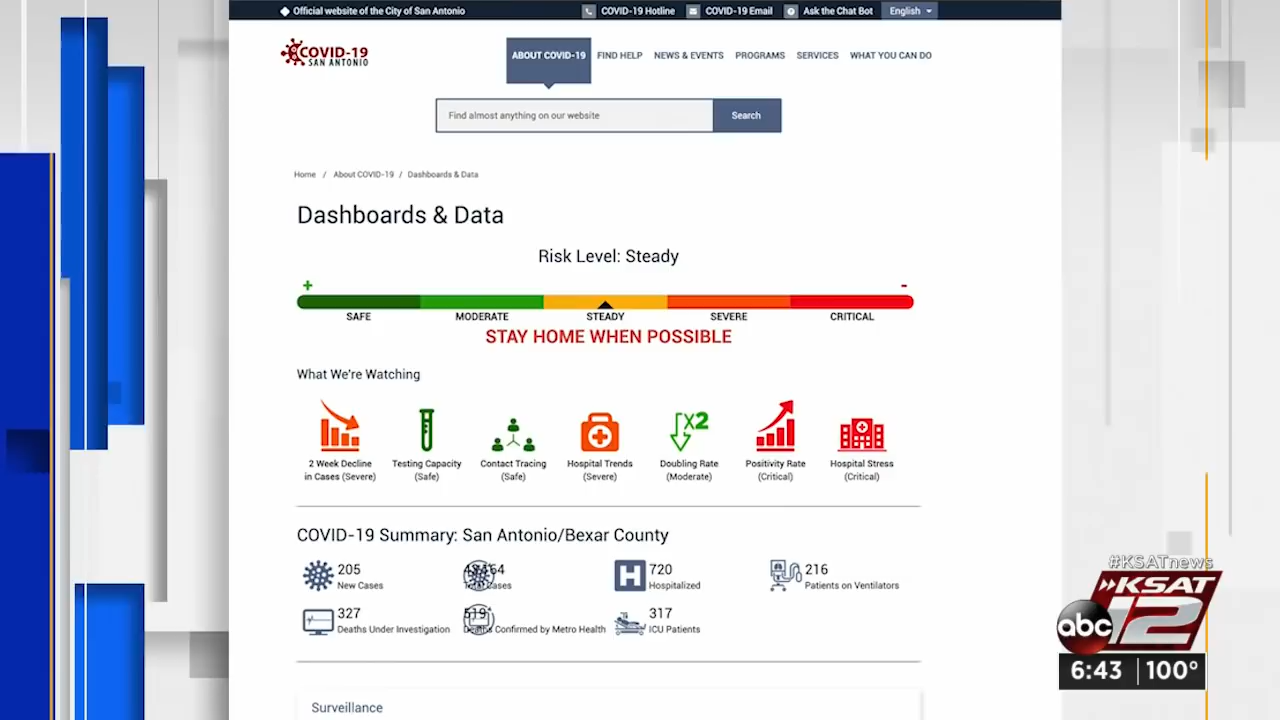 Official website of the City of San Antonio
COVID-19 Hotline
COVID-19 Email
Ask the Chat Bot
English
COVID-19
SAN ANTONIO
ABOUT COVID-19
FIND HELP
NEWS & EVENTS
PROGRAMS
SERVICES
WHAT YOU CAN DO
Find almost anything on our website
Search
Home / About COVID-19 / Dashboards & Data
Dashboards & Data
Risk Level: Steady
+ -
SAFE MODERATE STEADY SEVERE CRITICAL
STAY HOME WHEN POSSIBLE
What We're Watching
X2
2 Week Decline
in Cases (Severe)
Testing Capacity
(Safe)
Contact Tracing
(Safe)
Hospital Trends
(Severe)
Doubling Rate
(Moderate)
Positivity Rate
(Critical)
Hospital Stress
(Critical)
COVID-19 Summary: San Antonio/Bexar County
205
New Cases
Cases
H
720
Hospitalized
216
Patients on Ventilators
327
Deaths Under Investigation
519*
Deaths Confirmed by Metro Health
317
ICU Patients
Surveillance
#KSATnews
KSAT
abc 12
6:43 100°